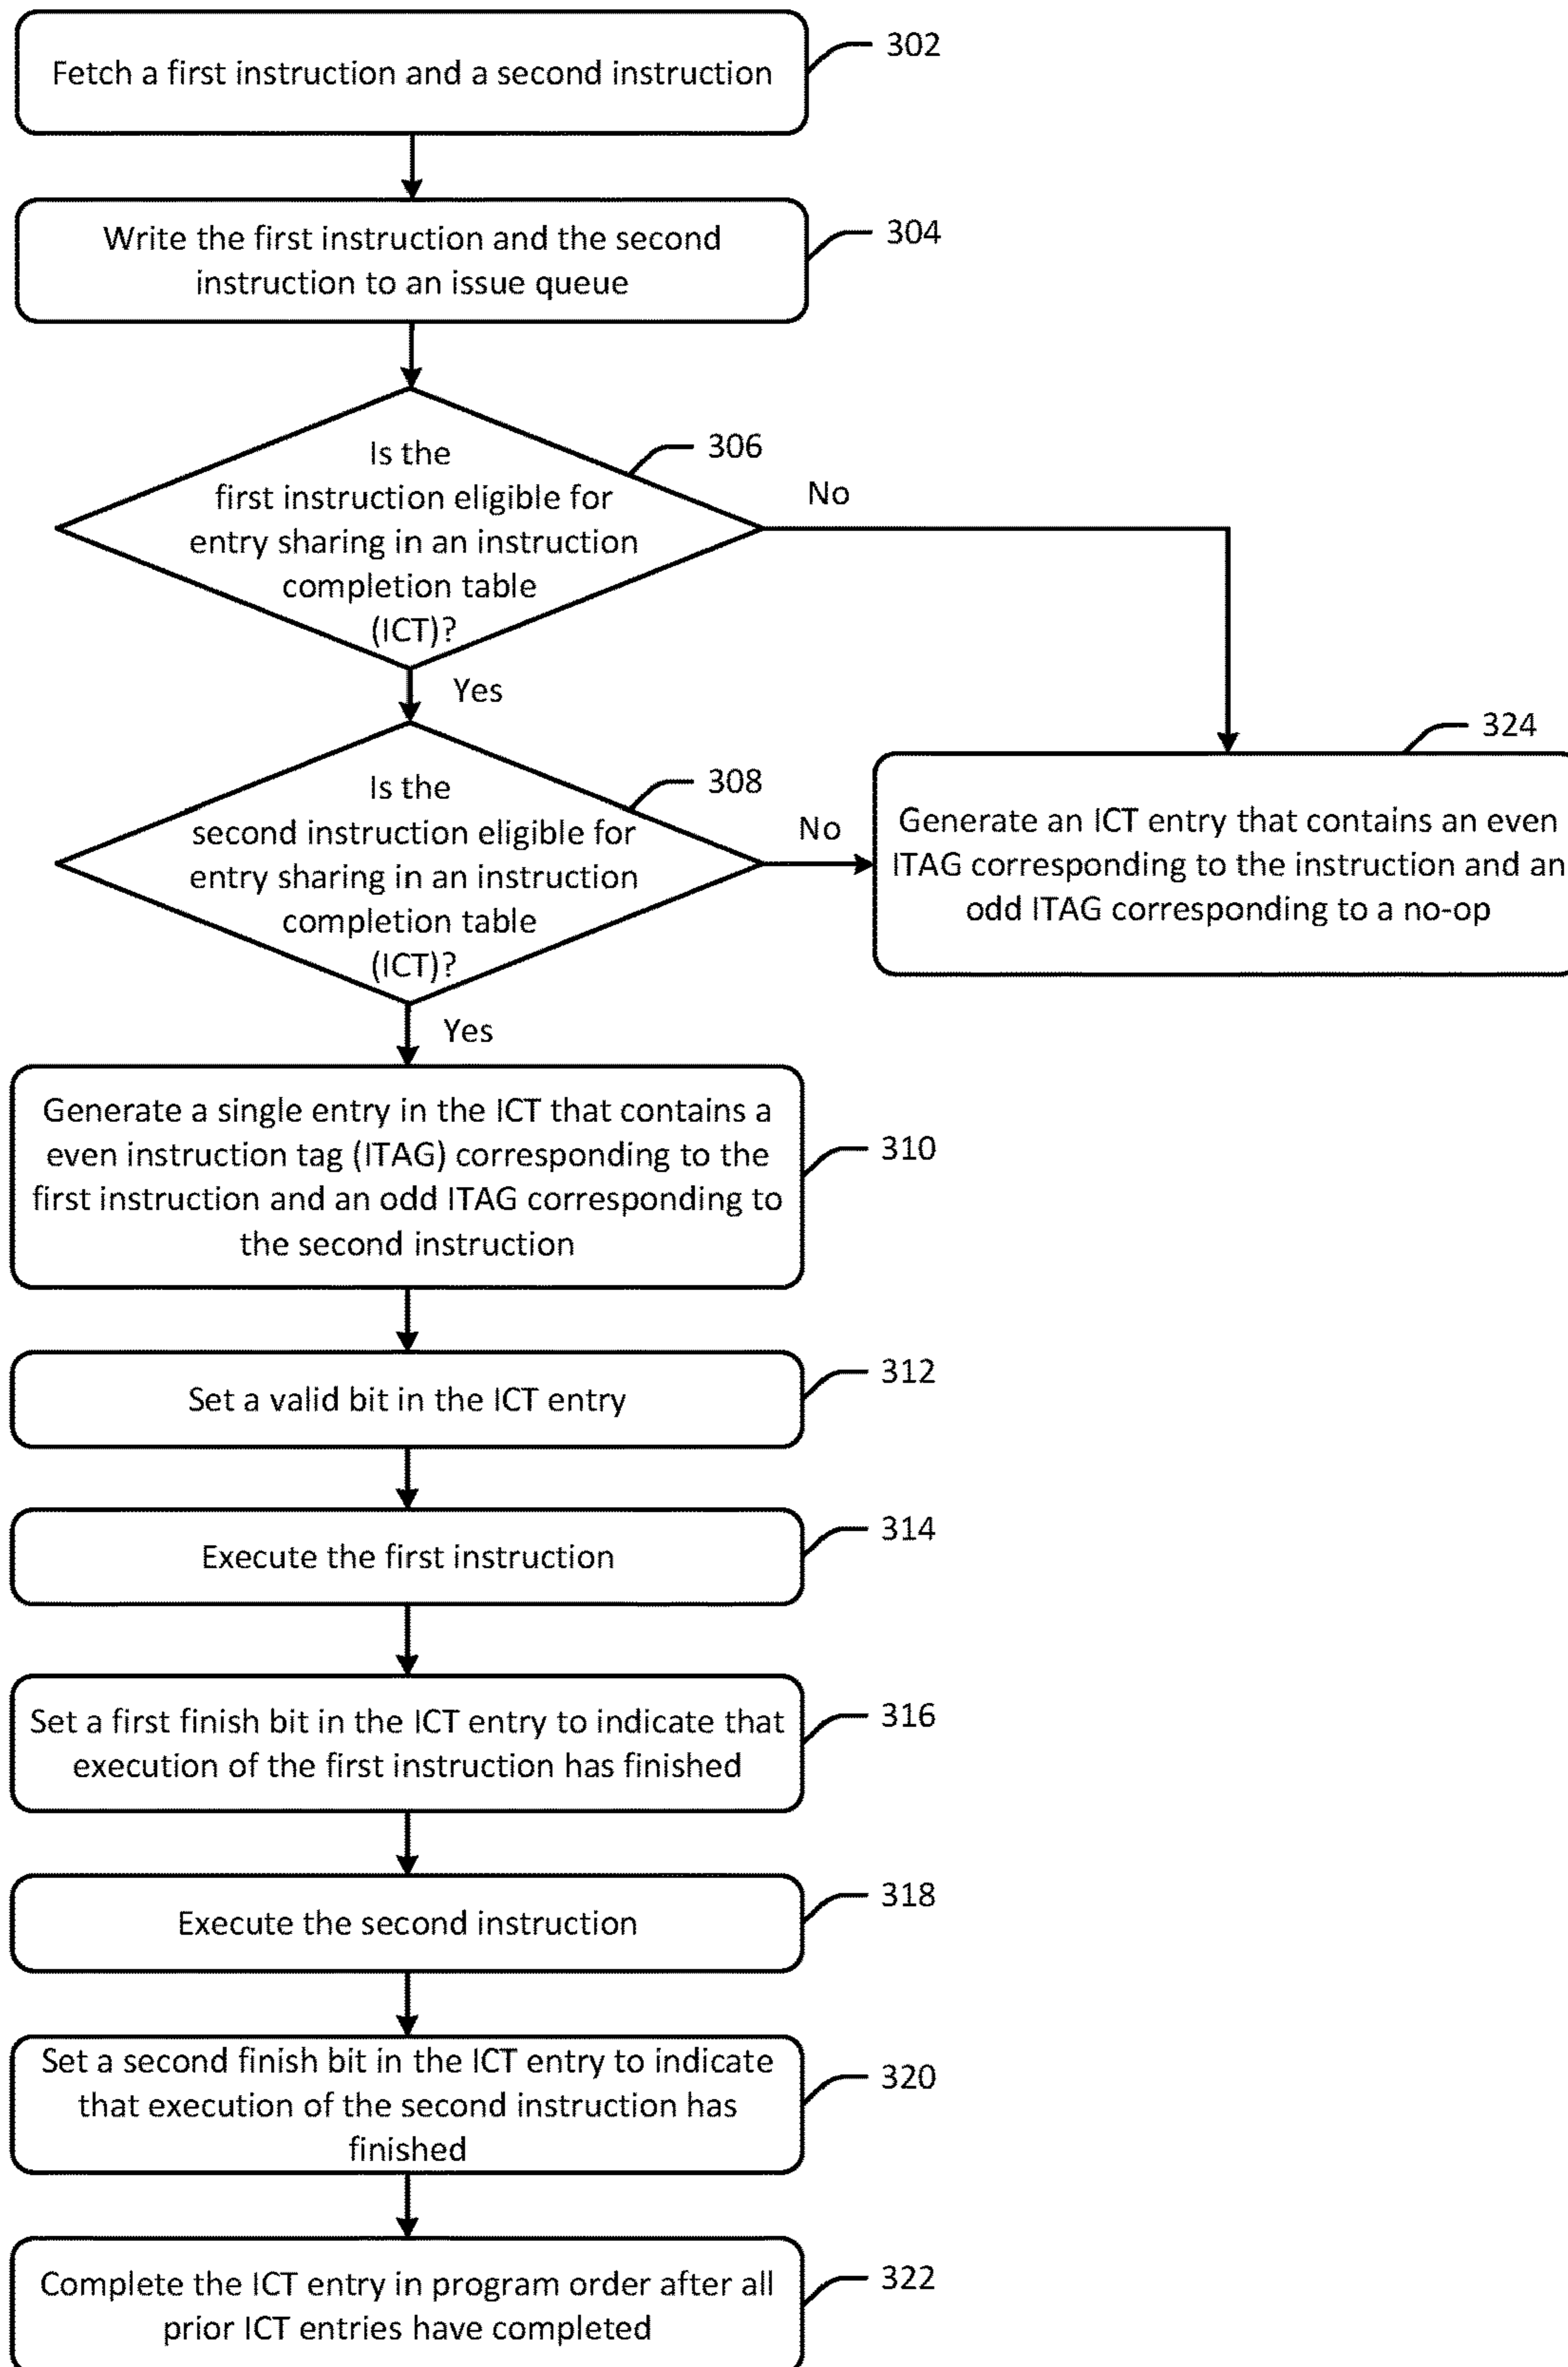 Fetch a first instruction and a second instruction
302
Write the first instruction and the second
instruction to an issue queue
304
Is the
first instruction eligible for
entry sharing in an instruction
completion table
(ICT)?
306
No
Yes
Is the
second instruction eligible for
entry sharing in an instruction
completion table
(ICT)?
308
No
324
Generate an ICT entry that contains an even
ITAG corresponding to the instruction and an
odd ITAG corresponding to a no-op
Yes
Generate a single entry in the ICT that contains a
even instruction tag (ITAG) corresponding to the
first instruction and an odd ITAG corresponding to
the second instruction
310
Set a valid bit in the ICT entry
312
Execute the first instruction
314
Set a first finish bit in the ICT entry to indicate that
execution of the first instruction has finished
316
Execute the second instruction
318
Set a second finish bit in the ICT entry to indicate
that execution of the second instruction has
finished
320
Complete the ICT entry in program order after all
prior ICT entries have completed
322